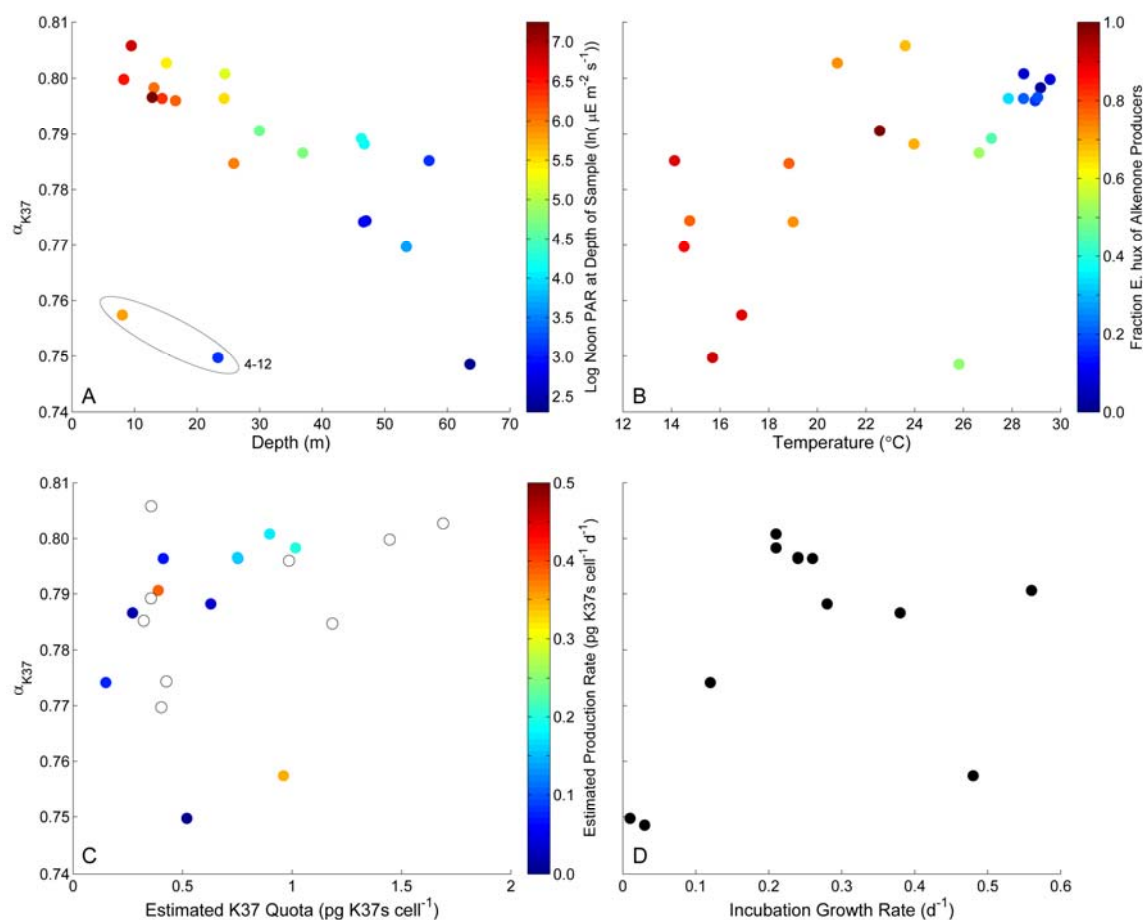 0.81
0.80
0.79
0.78
0.77
0.76
0.75
0.74
αK37
A
4-12
0 10 20 30 40 50 60 70
Depth (m)
7.0
6.5
6.0
5.5
5.0
4.5
4.0
3.5
3.0
2.5
Log Noon PAR at Depth of Sample (ln( μE m⁻² s⁻¹))
B
12 14 16 18 20 22 24 26 28 30
Temperature (°C)
1.0
0.8
0.6
0.4
0.2
0.0
Fraction E. hux of Alkenone Producers
0.81
0.80
0.79
0.78
0.77
0.76
0.75
0.74
αK37
C
0.5 1 1.5 2
Estimated K37 Quota (pg K37s cell⁻¹)
0.5
0.4
0.3
0.2
0.1
0.0
Estimated Production Rate (pg K37s cell⁻¹ d⁻¹)
D
0 0.1 0.2 0.3 0.4 0.5 0.6
Incubation Growth Rate (d⁻¹)